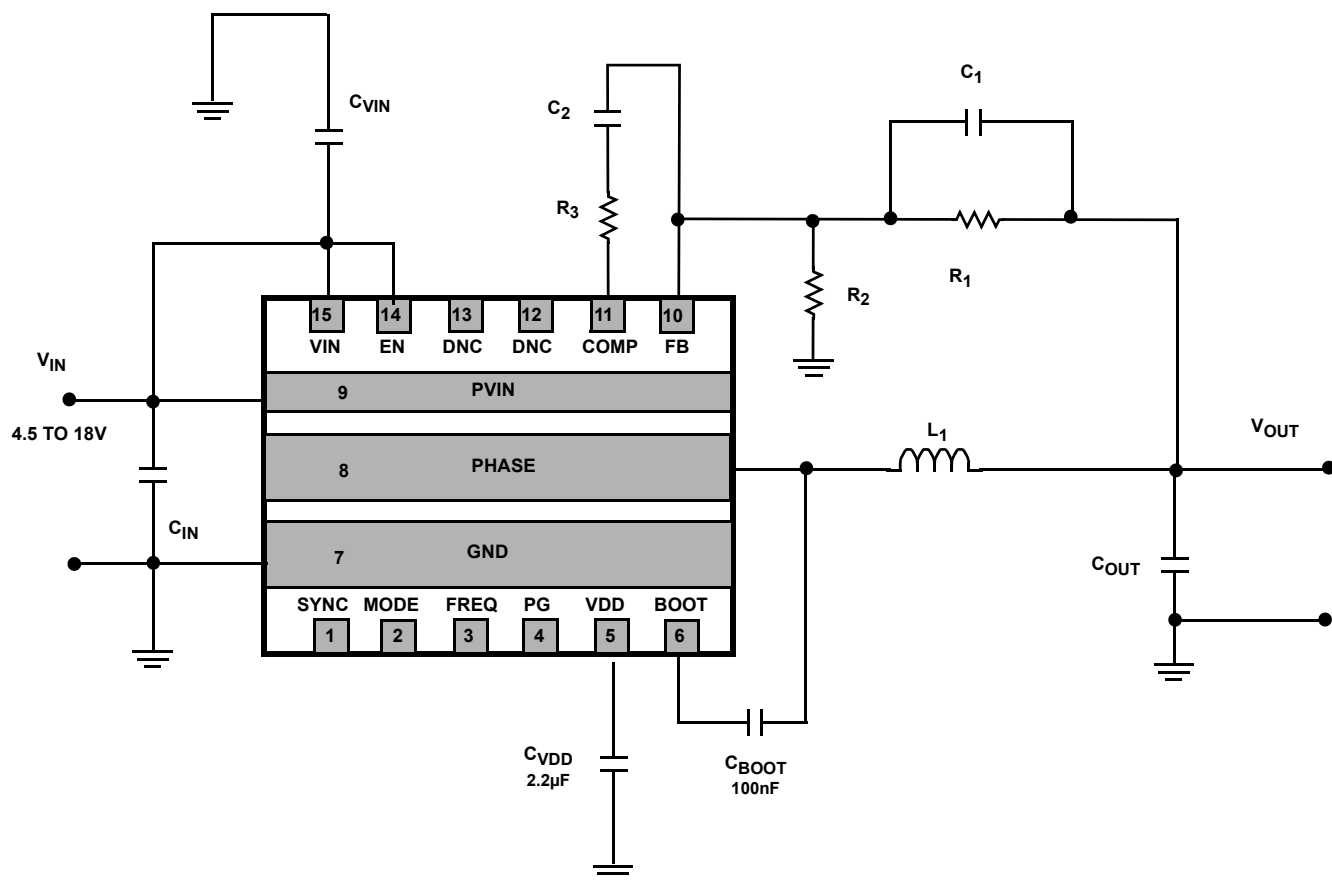 C1
CVIN
C2
R3
R1
R2
15 14 13 12 11 10
VIN EN DNC DNC COMP FB
VIN
9 PVIN
4.5 TO 18V
VOUT
L1
8 PHASE
CIN
7 GND
COUT
SYNC MODE FREQ PG VDD BOOT
1 2 3 4 5 6
CVDD
2.2µF
CBOOT
100nF